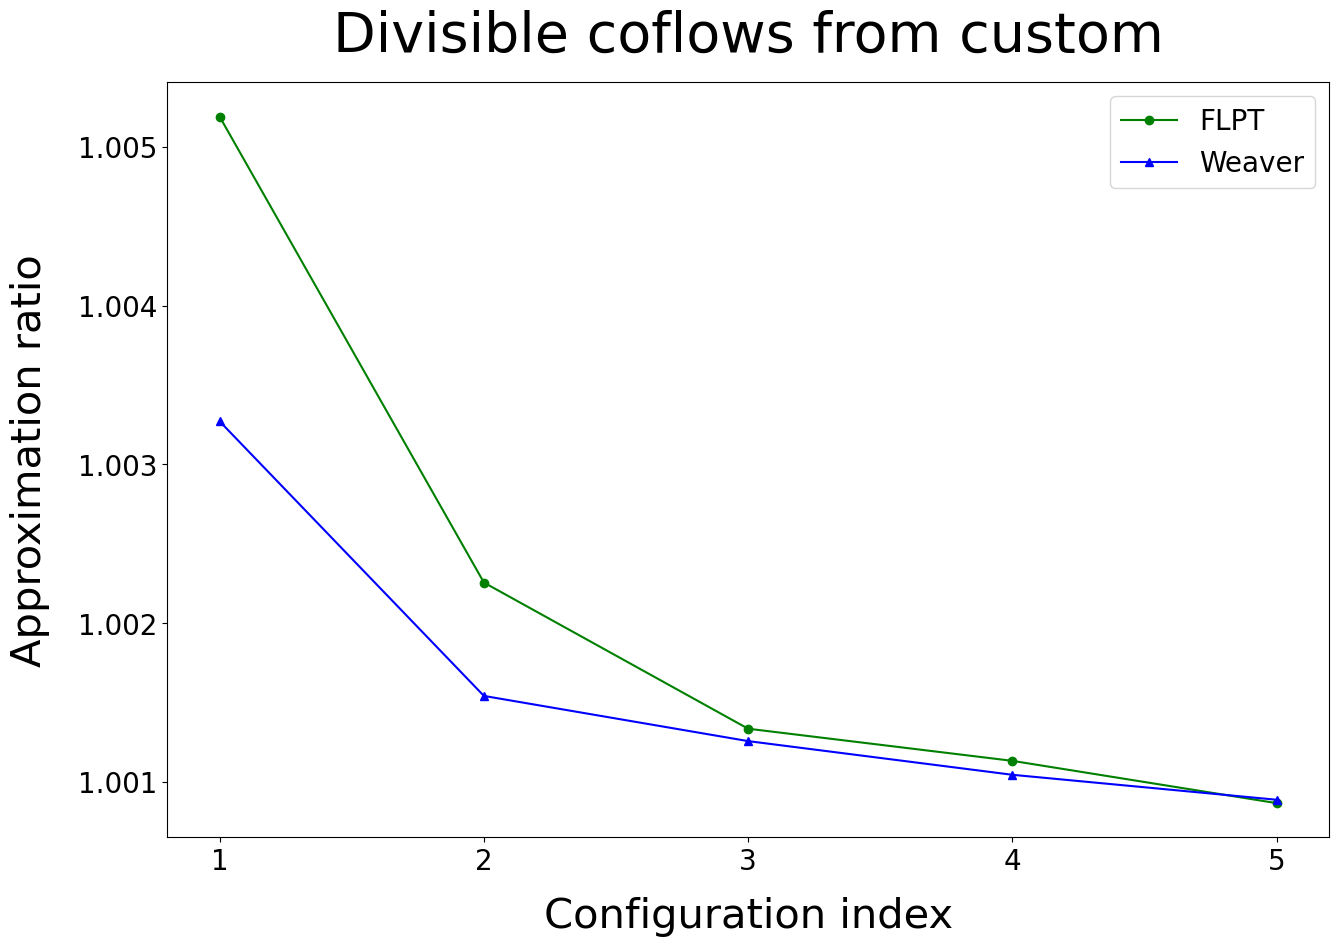 Divisible coflows from custom
FLPT
Weaver
Approximation ratio
1.005
1.004
1.003
1.002
1.001
1 2 3 4 5
Configuration index